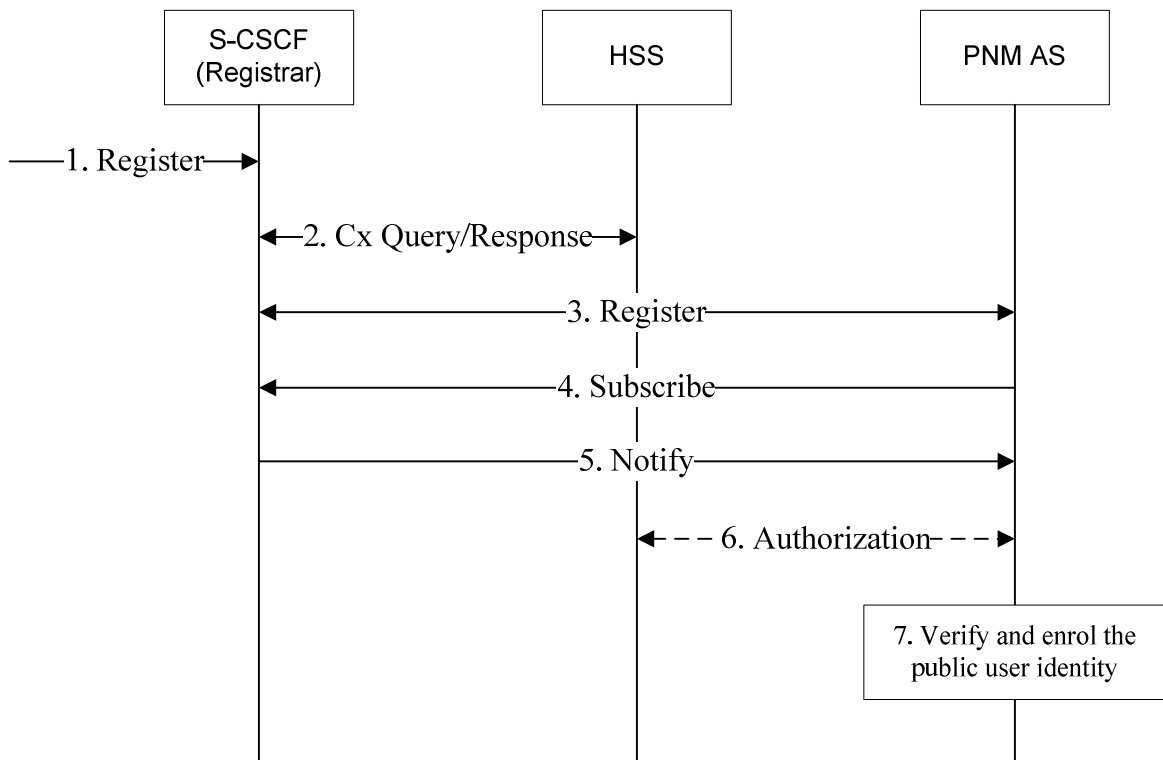 S-CSCF
(Registrar)
HSS
PNM AS
1. Register
2. Cx Query/Response
3. Register
4. Subscribe
5. Notify
6. Authorization
7. Verify and enrol the
public user identity